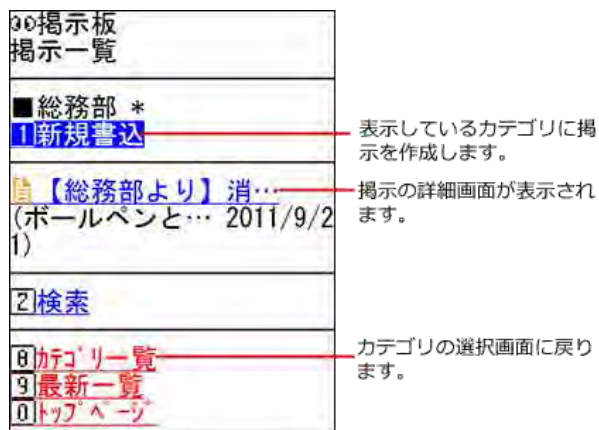 掲示板
掲示一覧
■総務部 *
1新規書込
表示しているカテゴリに掲
示を作成します。
【総務部より】消…
掲示の詳細画面が表示され
ます。
(ボールペンと… 2011/9/2
1)
2検索
8ｶﾃｺﾞﾘ一覧
カテゴリの選択画面に戻り
ます。
9最新一覧
0ﾄｯﾌﾟﾍﾟｰｼﾞ